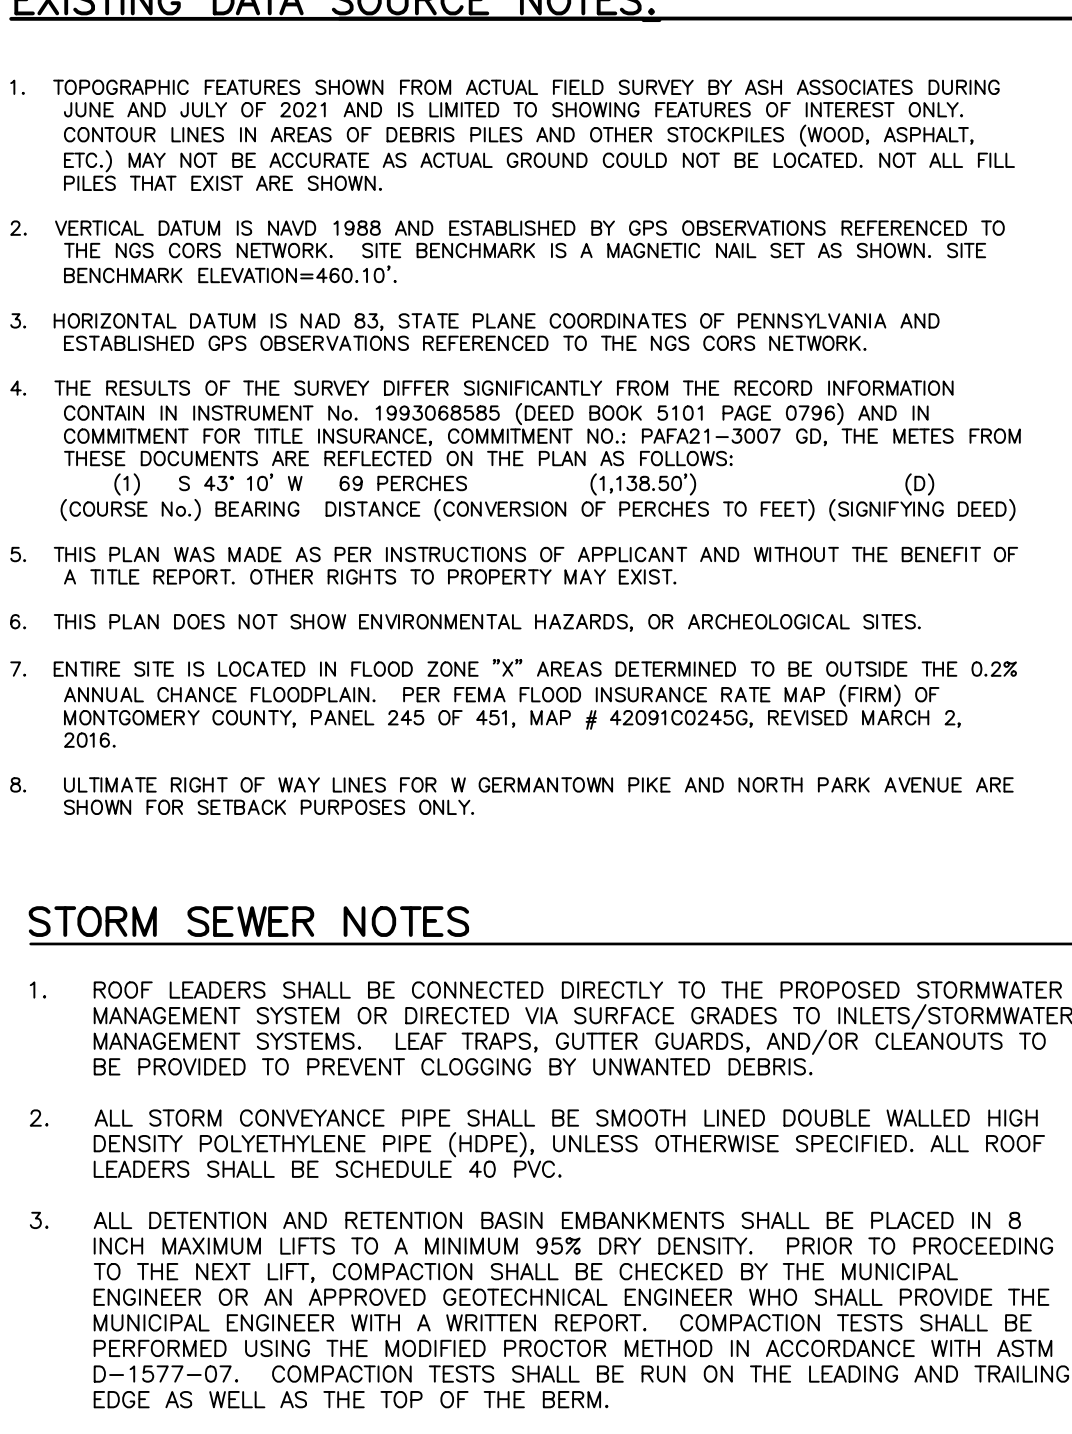 EXISTING DATA SOURCE NOTES:
1. TOPOGRAPHIC FEATURES SHOWN FROM ACTUAL FIELD SURVEY BY ASH ASSOCIATES DURING
JUNE AND JULY OF 2021 AND IS LIMITED TO SHOWING FEATURES OF INTEREST ONLY.
CONTOUR LINES IN AREAS OF DEBRIS PILES AND OTHER STOCKPILES (WOOD, ASPHALT,
ETC.) MAY NOT BE ACCURATE AS ACTUAL GROUND COULD NOT BE LOCATED. NOT ALL FILL
PILES THAT EXIST ARE SHOWN.
2. VERTICAL DATUM IS NAVD 1988 AND ESTABLISHED BY GPS OBSERVATIONS REFERENCED TO
THE NGS CORS NETWORK. SITE BENCHMARK IS A MAGNETIC NAIL SET AS SHOWN. SITE
BENCHMARK ELEVATION=460.10'.
3. HORIZONTAL DATUM IS NAD 83, STATE PLANE COORDINATES OF PENNSYLVANIA AND
ESTABLISHED GPS OBSERVATIONS REFERENCED TO THE NGS CORS NETWORK.
4. THE RESULTS OF THE SURVEY DIFFER SIGNIFICANTLY FROM THE RECORD INFORMATION
CONTAIN IN INSTRUMENT No. 1993068585 (DEED BOOK 5101 PAGE 0796) AND IN
COMMITMENT FOR TITLE INSURANCE, COMMITMENT NO.: PAFA21-3007 GD, THE METES FROM
THESE DOCUMENTS ARE REFLECTED ON THE PLAN AS FOLLOWS:
(1) S 43° 10' W 69 PERCHES (1,138.50') (D)
(COURSE No.) BEARING DISTANCE (CONVERSION OF PERCHES TO FEET) (SIGNIFYING DEED)
5. THIS PLAN WAS MADE AS PER INSTRUCTIONS OF APPLICANT AND WITHOUT THE BENEFIT OF
A TITLE REPORT. OTHER RIGHTS TO PROPERTY MAY EXIST.
6. THIS PLAN DOES NOT SHOW ENVIRONMENTAL HAZARDS, OR ARCHEOLOGICAL SITES.
7. ENTIRE SITE IS LOCATED IN FLOOD ZONE "X" AREAS DETERMINED TO BE OUTSIDE THE 0.2%
ANNUAL CHANCE FLOODPLAIN. PER FEMA FLOOD INSURANCE RATE MAP (FIRM) OF
MONTGOMERY COUNTY, PANEL 245 OF 451, MAP # 42091C0245G, REVISED MARCH 2,
2016.
8. ULTIMATE RIGHT OF WAY LINES FOR W GERMANTOWN PIKE AND NORTH PARK AVENUE ARE
SHOWN FOR SETBACK PURPOSES ONLY.
STORM SEWER NOTES
1. ROOF LEADERS SHALL BE CONNECTED DIRECTLY TO THE PROPOSED STORMWATER
MANAGEMENT SYSTEM OR DIRECTED VIA SURFACE GRADES TO INLETS/STORMWATER
MANAGEMENT SYSTEMS. LEAF TRAPS, GUTTER GUARDS, AND/OR CLEANOUTS TO
BE PROVIDED TO PREVENT CLOGGING BY UNWANTED DEBRIS.
2. ALL STORM CONVEYANCE PIPE SHALL BE SMOOTH LINED DOUBLE WALLED HIGH
DENSITY POLYETHYLENE PIPE (HDPE), UNLESS OTHERWISE SPECIFIED. ALL ROOF
LEADERS SHALL BE SCHEDULE 40 PVC.
3. ALL DETENTION AND RETENTION BASIN EMBANKMENTS SHALL BE PLACED IN 8
INCH MAXIMUM LIFTS TO A MINIMUM 95% DRY DENSITY. PRIOR TO PROCEEDING
TO THE NEXT LIFT, COMPACTION SHALL BE CHECKED BY THE MUNICIPAL
ENGINEER OR AN APPROVED GEOTECHNICAL ENGINEER WHO SHALL PROVIDE THE
MUNICIPAL ENGINEER WITH A WRITTEN REPORT. COMPACTION TESTS SHALL BE
PERFORMED USING THE MODIFIED PROCTOR METHOD IN ACCORDANCE WITH ASTM
D-1577-07. COMPACTION TESTS SHALL BE RUN ON THE LEADING AND TRAILING
EDGE AS WELL AS THE TOP OF THE BERM.